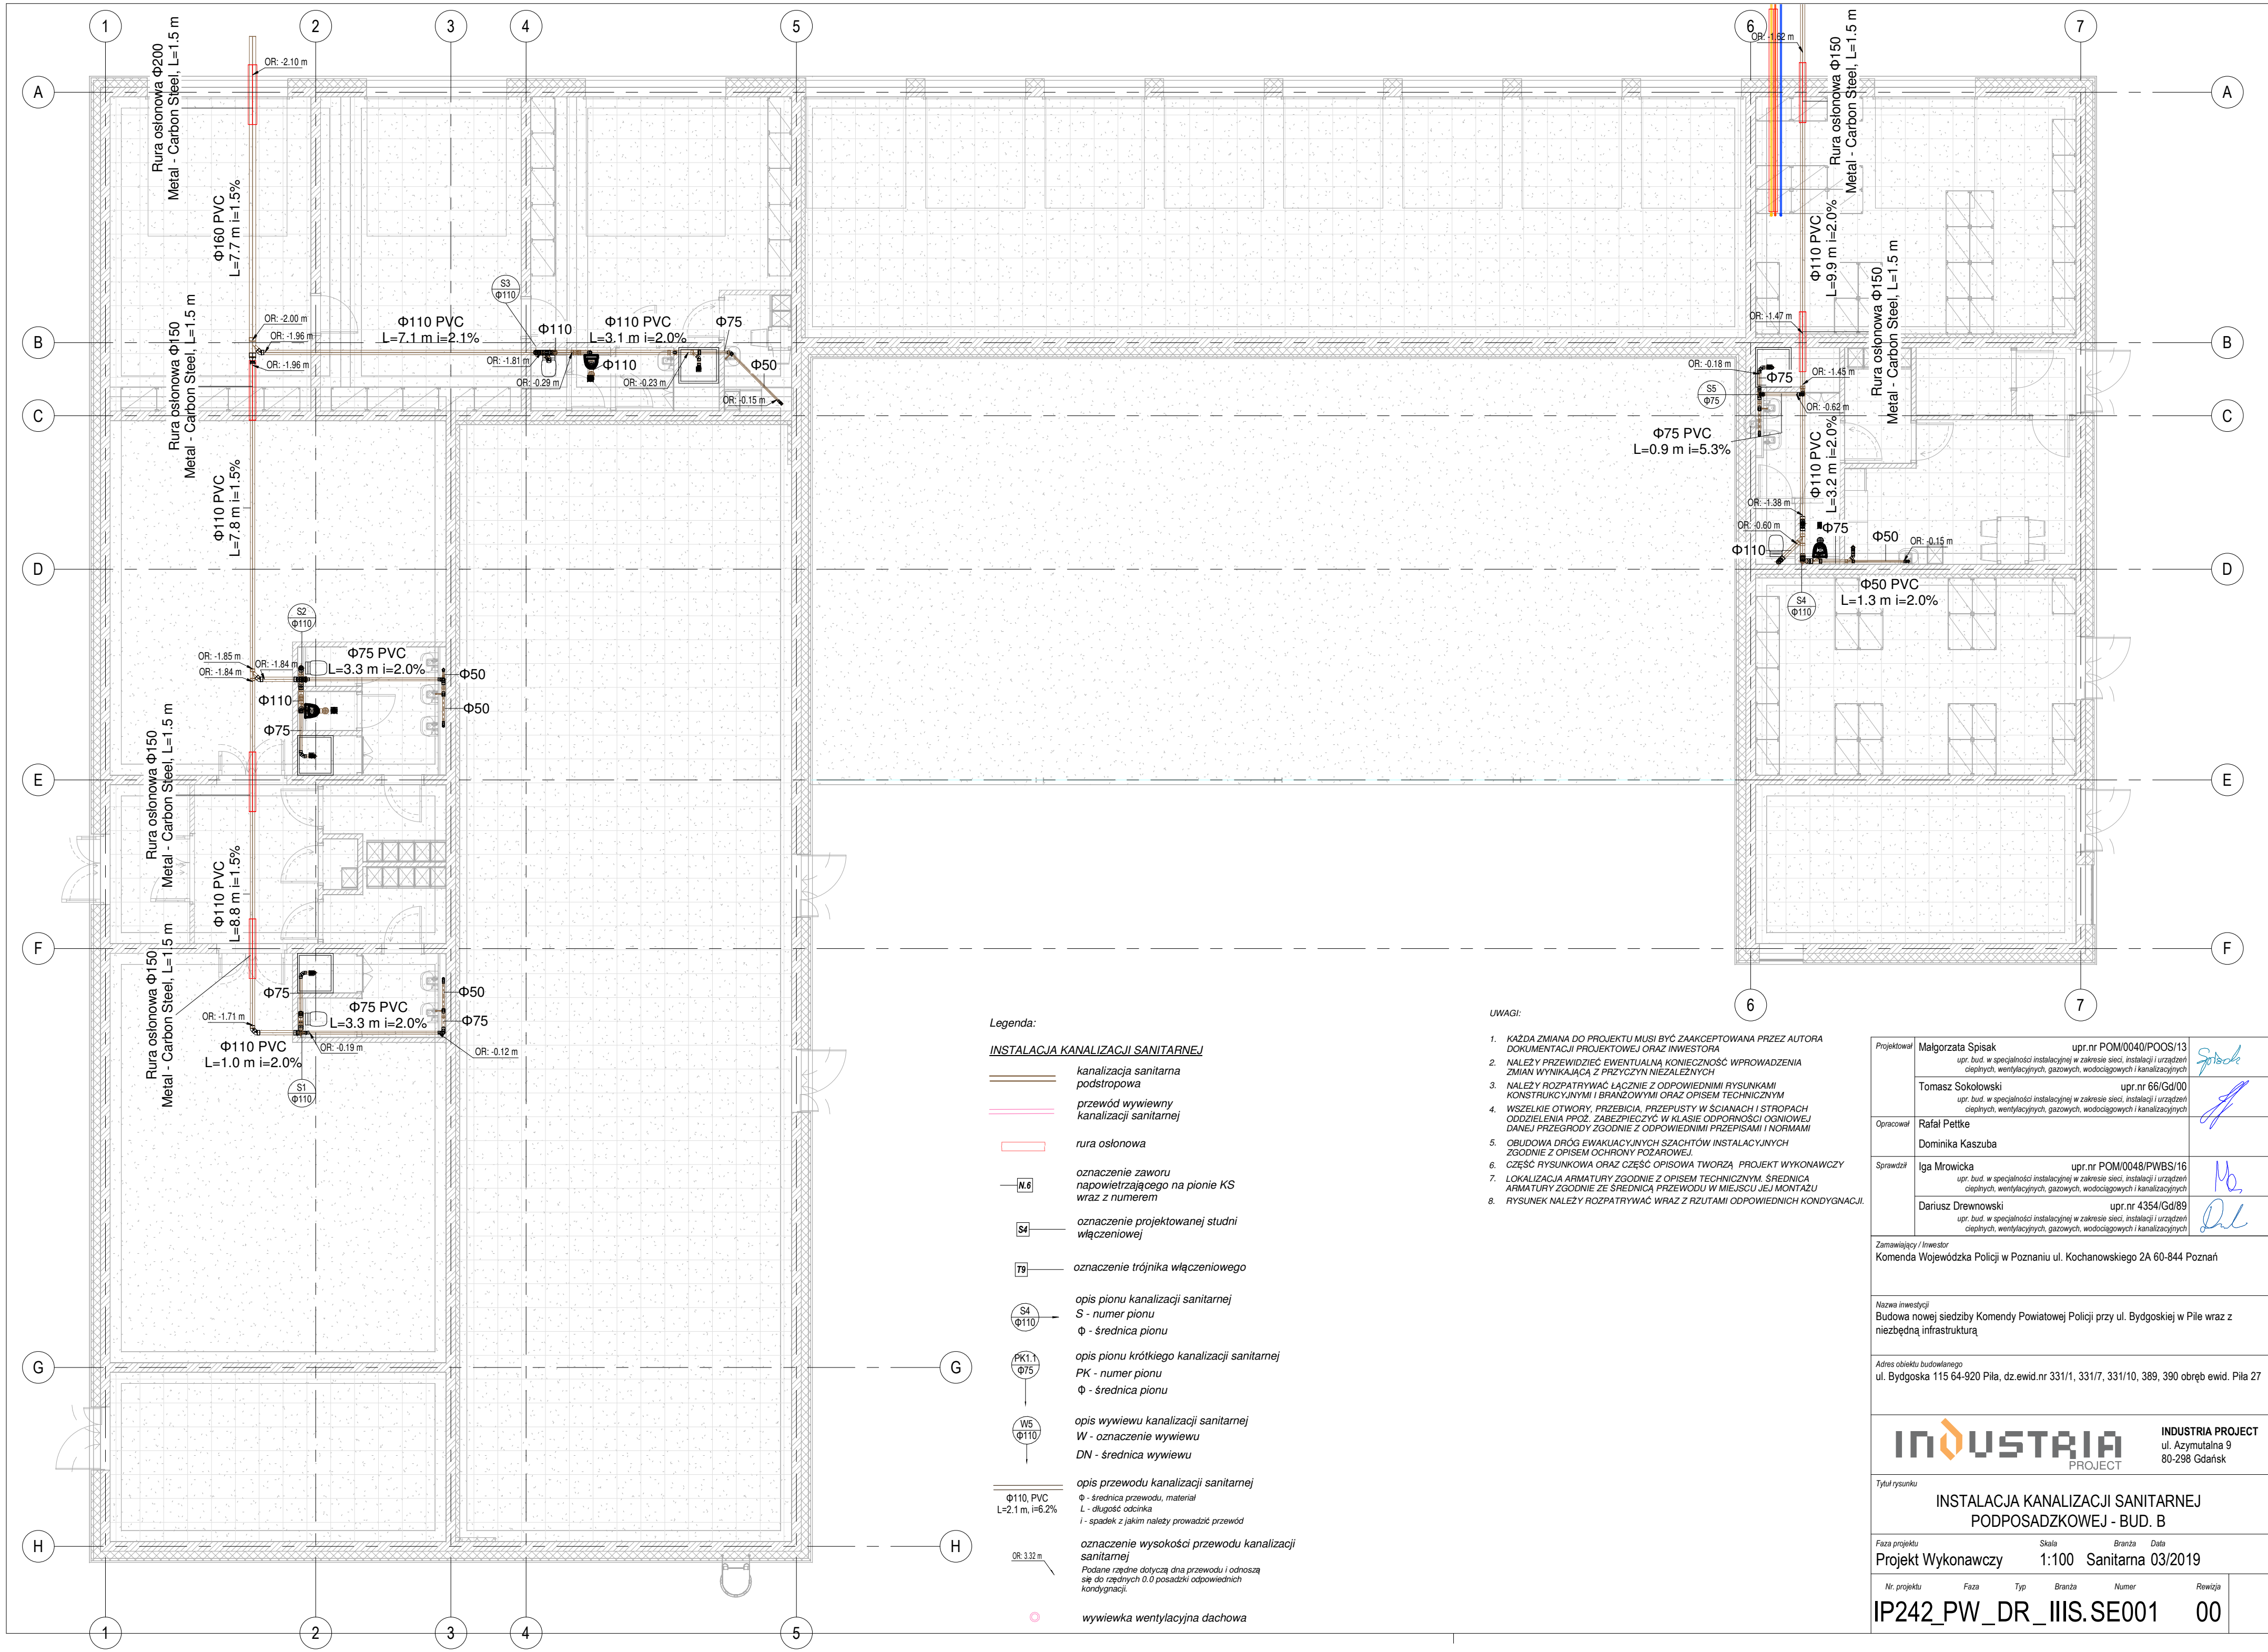 1
2
3
4
5
6
7
A
A
B
B
C
C
D
D
E
E
F
F
G
G
H
H
1
2
3
4
5
6
7
Rura osłonowa Φ200
Metal - Carbon Steel, L=1.5 m
OR: -2.10 m
Φ160 PVC
L=7.7 m i=1.5%
Rura osłonowa Φ150
Metal - Carbon Steel, L=1.5 m
OR: -2.00 m
OR: -1.96 m
OR: -1.96 m
Φ110 PVC
L=7.1 m i=2.1%
S3
Φ110
Φ110
Φ110 PVC
L=3.1 m i=2.0%
Φ75
OR: -1.81 m
Φ110
Φ50
OR: -0.29 m
OR: -0.23 m
OR: -0.15 m
Φ110 PVC
L=7.8 m i=1.5%
S2
Φ110
OR: -1.85 m
OR: -1.84 m
OR: -1.84 m
Φ75 PVC
L=3.3 m i=2.0%
Φ50
Φ110
Φ50
Φ75
Rura osłonowa Φ150
Metal - Carbon Steel, L=1.5 m
Φ110 PVC
L=8.8 m i=1.5%
Rura osłonowa Φ150
Metal - Carbon Steel, L=1.5 m
Φ75
Φ50
Φ75 PVC
L=3.3 m i=2.0%
Φ75
OR: -1.71 m
Φ110 PVC
L=1.0 m i=2.0%
OR: -0.19 m
OR: -0.12 m
S1
Φ110
OR: -1.62 m
Rura osłonowa Φ150
Metal - Carbon Steel, L=1.5 m
Φ110 PVC
L=9.9 m i=2.0%
Rura osłonowa Φ150
Metal - Carbon Steel, L=1.5 m
OR: -1.47 m
OR: -0.18 m
Φ75
OR: -1.45 m
S5
Φ75
OR: -0.62 m
Φ75 PVC
L=0.9 m i=5.3%
Φ110 PVC
L=3.2 m i=2.0%
OR: -1.38 m
OR: -0.60 m
Φ75
Φ110
Φ50
OR: -0.15 m
Φ50 PVC
L=1.3 m i=2.0%
S4
Φ110
Legenda:
INSTALACJA KANALIZACJI SANITARNEJ
kanalizacja sanitarna
podstropowa
przewód wywiewny
kanalizacji sanitarnej
rura osłonowa
N.6
oznaczenie zaworu
napowietrzającego na pionie KS
wraz z numerem
S4
oznaczenie projektowanej studni
włączeniowej
T9
oznaczenie trójnika włączeniowego
S4
Φ110
opis pionu kanalizacji sanitarnej
S - numer pionu
Φ - średnica pionu
PK1.1
Φ75
opis pionu krótkiego kanalizacji sanitarnej
PK - numer pionu
Φ - średnica pionu
W5
Φ110
opis wywiewu kanalizacji sanitarnej
W - oznaczenie wywiewu
DN - średnica wywiewu
Φ110, PVC
L=2.1 m, i=6.2%
opis przewodu kanalizacji sanitarnej
Φ - średnica przewodu, materiał
L - długość odcinka
i - spadek z jakim należy prowadzić przewód
OR: 3.32 m
oznaczenie wysokości przewodu kanalizacji
sanitarnej
Podane rzędne dotyczą dna przewodu i odnoszą
się do rzędnych 0.0 posadzki odpowiednich
kondygnacji.
wywiewka wentylacyjna dachowa
UWAGI:
1. KAŻDA ZMIANA DO PROJEKTU MUSI BYĆ ZAAKCEPTOWANA PRZEZ AUTORA
DOKUMENTACJI PROJEKTOWEJ ORAZ INWESTORA
2. NALEŻY PRZEWIDZIEĆ EWENTUALNĄ KONIECZNOŚĆ WPROWADZENIA
ZMIAN WYNIKAJĄCĄ Z PRZYCZYN NIEZALEŻNYCH
3. NALEŻY ROZPATRYWAĆ ŁĄCZNIE Z ODPOWIEDNIMI RYSUNKAMI
KONSTRUKCYJNYMI I BRANŻOWYMI ORAZ OPISEM TECHNICZNYM
4. WSZELKIE OTWORY, PRZEBICIA, PRZEPUSTY W ŚCIANACH I STROPACH
ODDZIELENIA PPOŻ. ZABEZPIECZYĆ W KLASIE ODPORNOŚCI OGNIOWEJ
DANEJ PRZEGRODY ZGODNIE Z ODPOWIEDNIMI PRZEPISAMI I NORMAMI
5. OBUDOWA DRÓG EWAKUACYJNYCH SZACHTÓW INSTALACYJNYCH
ZGODNIE Z OPISEM OCHRONY POŻAROWEJ.
6. CZĘŚĆ RYSUNKOWA ORAZ CZĘŚĆ OPISOWA TWORZĄ PROJEKT WYKONAWCZY
7. LOKALIZACJA ARMATURY ZGODNIE Z OPISEM TECHNICZNYM. ŚREDNICA
ARMATURY ZGODNIE ZE ŚREDNICĄ PRZEWODU W MIEJSCU JEJ MONTAŻU
8. RYSUNEK NALEŻY ROZPATRYWAĆ WRAZ Z RZUTAMI ODPOWIEDNICH KONDYGNACJI.
Projektował Małgorzata Spisak upr.nr POM/0040/POOS/13
upr. bud. w specjalności instalacyjnej w zakresie sieci, instalacji i urządzeń
cieplnych, wentylacyjnych, gazowych, wodociągowych i kanalizacyjnych
Spisak
Tomasz Sokołowski upr.nr 66/Gd/00
upr. bud. w specjalności instalacyjnej w zakresie sieci, instalacji i urządzeń
cieplnych, wentylacyjnych, gazowych, wodociągowych i kanalizacyjnych
Opracował Rafał Pettke
Dominika Kaszuba
Sprawdził Iga Mrowicka upr.nr POM/0048/PWBS/16
upr. bud. w specjalności instalacyjnej w zakresie sieci, instalacji i urządzeń
cieplnych, wentylacyjnych, gazowych, wodociągowych i kanalizacyjnych
Dariusz Drewnowski upr.nr 4354/Gd/89
upr. bud. w specjalności instalacyjnej w zakresie sieci, instalacji i urządzeń
cieplnych, wentylacyjnych, gazowych, wodociągowych i kanalizacyjnych
Zamawiający / Inwestor
Komenda Wojewódzka Policji w Poznaniu ul. Kochanowskiego 2A 60-844 Poznań
Nazwa inwestycji
Budowa nowej siedziby Komendy Powiatowej Policji przy ul. Bydgoskiej w Pile wraz z
niezbędną infrastrukturą
Adres obiektu budowlanego
ul. Bydgoska 115 64-920 Piła, dz.ewid.nr 331/1, 331/7, 331/10, 389, 390 obręb ewid. Piła 27
INDUSTRIA
PROJECT
INDUSTRIA PROJECT
ul. Azymutalna 9
80-298 Gdańsk
Tytuł rysunku
INSTALACJA KANALIZACJI SANITARNEJ
PODPOSADZKOWEJ - BUD. B
Faza projektu Skala Branża Data
Projekt Wykonawczy 1:100 Sanitarna 03/2019
Nr. projektu Faza Typ Branża Numer Rewizja
IP242_PW_DR_IIIS.SE001 00